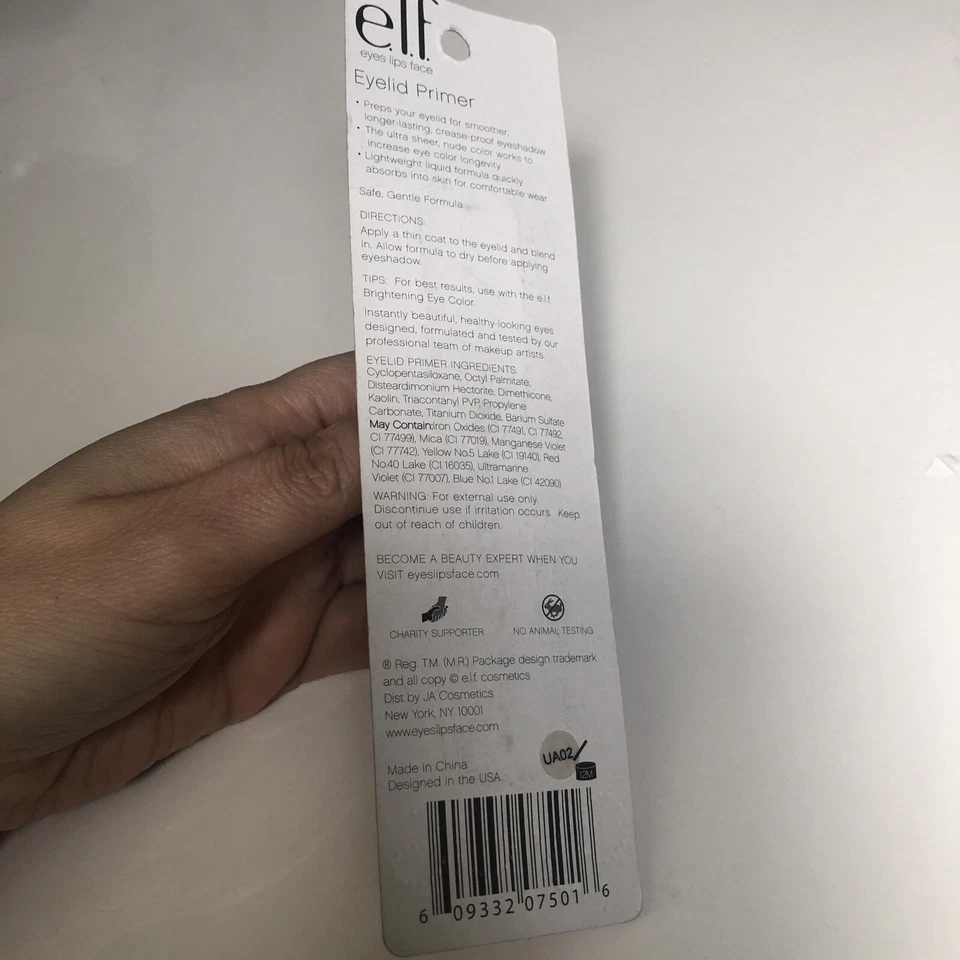 e.l.f.
eyes lips face
Eyelid Primer
• Preps your eyelid for smoother,
longer-lasting, crease-proof eyeshadow
• The ultra sheer, nude color works to
increase eye color longevity
• Lightweight liquid formula quickly
absorbs into skin for comfortable wear
Safe, Gentle Formula
DIRECTIONS:
Apply a thin coat to the eyelid and blend
in. Allow formula to dry before applying
eyeshadow.
TIPS: For best results, use with the e.l.f.
Brightening Eye Color.
Instantly beautiful, healthy-looking eyes
designed, formulated and tested by our
professional team of makeup artists.
EYELID PRIMER INGREDIENTS:
Cyclopentasiloxane, Octyl Palmitate,
Disteardimonium Hectorite, Dimethicone,
Kaolin, Triacontanyl PVP, Propylene
Carbonate, Titanium Dioxide, Barium Sulfate
May Contain:Iron Oxides (CI 77491, CI 77492,
CI 77499), Mica (CI 77019), Manganese Violet
(CI 77742), Yellow No.5 Lake (CI 19140), Red
No.40 Lake (CI 16035), Ultramarine
Violet (CI 77007), Blue No.1 Lake (CI 42090)
WARNING: For external use only.
Discontinue use if irritation occurs. Keep
out of reach of children.
BECOME A BEAUTY EXPERT WHEN YOU
VISIT eyeslipsface.com
CHARITY SUPPORTER
NO ANIMAL TESTING
® Reg. T.M. (M.R.) Package design trademark
and all copy © e.l.f. cosmetics
Dist. by JA Cosmetics
New York, NY 10001
www.eyeslipsface.com
UA02
12M
Made in China
Designed in the USA.
6 09332 07501 6